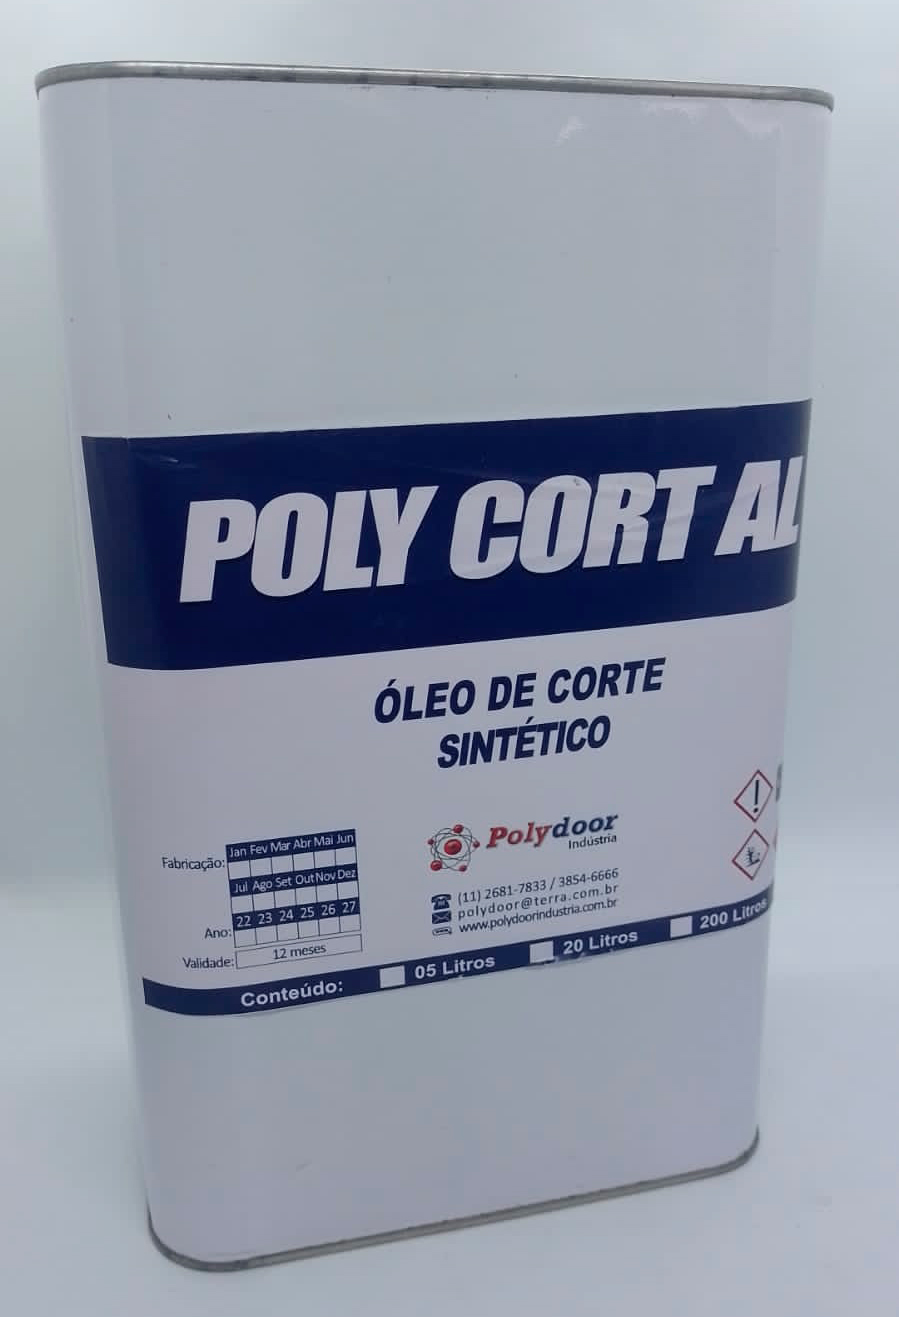 POLY CORT AL
ÓLEO DE CORTE
SINTÉTICO
Polydoor
Indústria
(11) 2681-7833 / 3854-6666
polydoor@terra.com.br
www.polydoorindustria.com.br
Fabricação:
Jan Fev Mar Abr Mai Jun
Jul Ago Set Out Nov Dez
Ano:
22 23 24 25 26 27
Validade: 12 meses
Conteúdo: 05 Litros 20 Litros 200 Litros